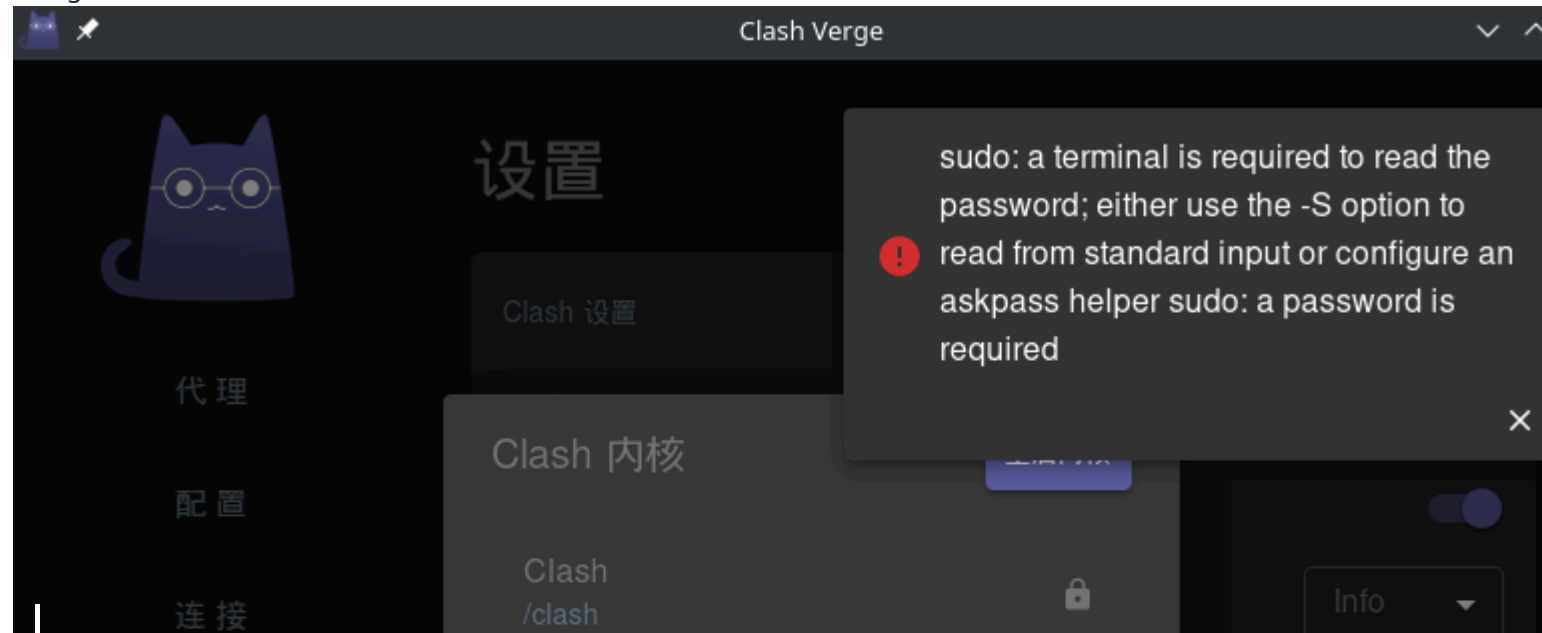 Clash Verge
设置
sudo: a terminal is required to read the
password; either use the -S option to
read from standard input or configure an
askpass helper sudo: a password is
required
Clash 设置
代理
Clash 内核
配置
Clash
/clash
Info
连接